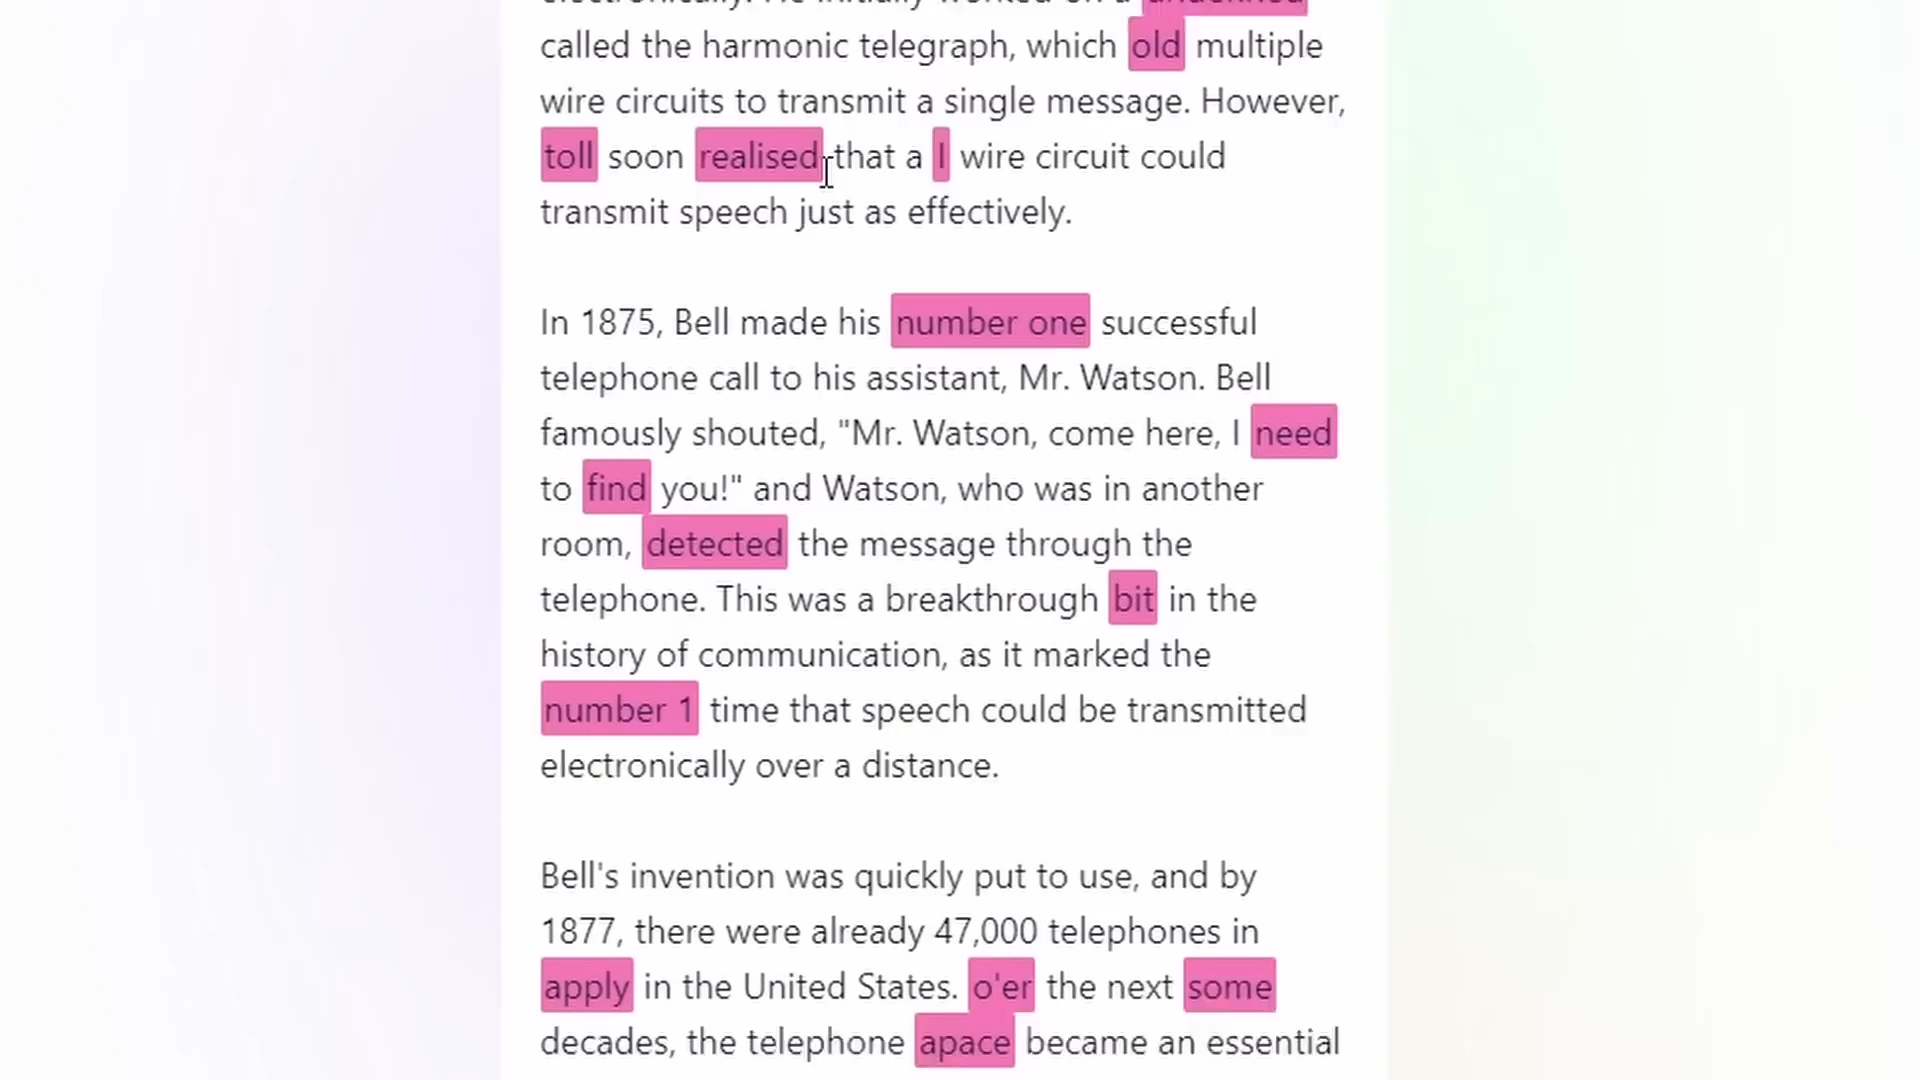 electronically. He initially worked on a undefined
called the harmonic telegraph, which old multiple
wire circuits to transmit a single message. However,
toll soon realised that a I wire circuit could
transmit speech just as effectively.
In 1875, Bell made his number one successful
telephone call to his assistant, Mr. Watson. Bell
famously shouted, "Mr. Watson, come here, I need
to find you!" and Watson, who was in another
room, detected the message through the
telephone. This was a breakthrough bit in the
history of communication, as it marked the
number 1 time that speech could be transmitted
electronically over a distance.
Bell's invention was quickly put to use, and by
1877, there were already 47,000 telephones in
apply in the United States. o'er the next some
decades, the telephone apace became an essential